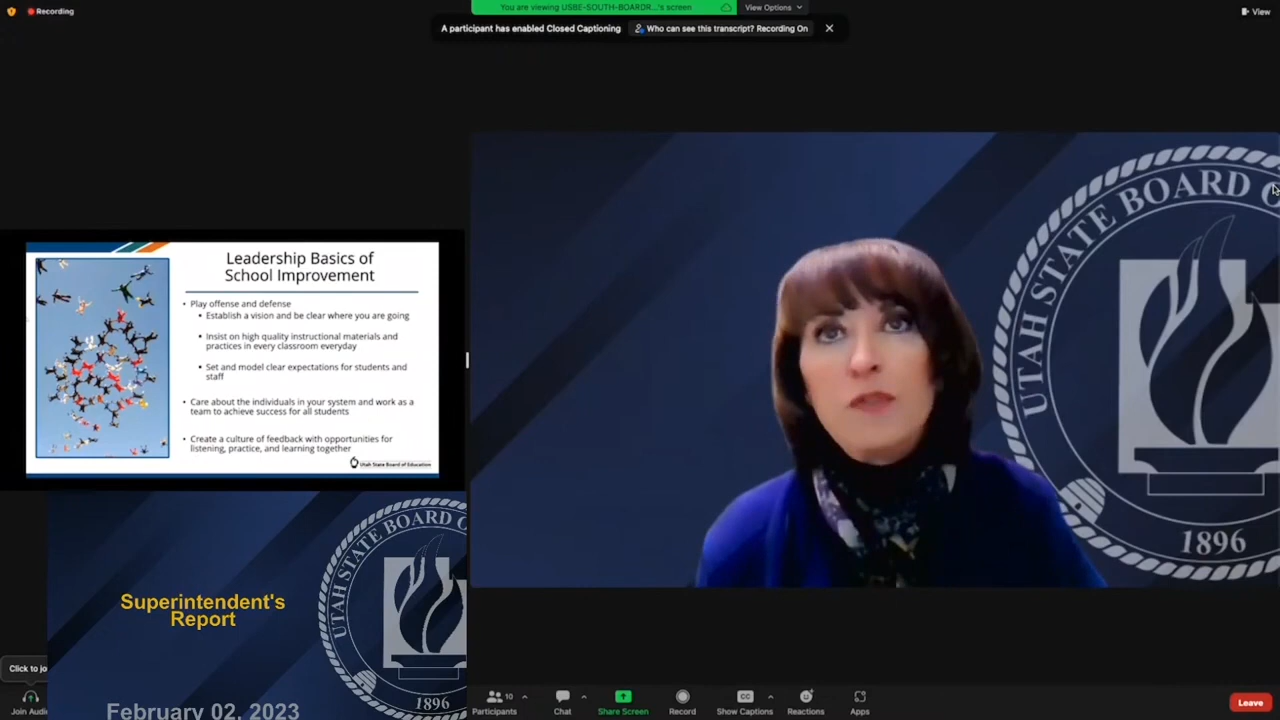 Recording
You are viewing USBE-SOUTH-BOARDR...'s screen
View Options
View
A participant has enabled Closed Captioning
Who can see this transcript? Recording On
Leadership Basics of
School Improvement
• Play offense and defense
• Establish a vision and be clear where you are going
• Insist on high quality instructional materials and
practices in every classroom everyday
• Set and model clear expectations for students and
staff
• Care about the individuals in your system and work as a
team to achieve success for all students
• Create a culture of feedback with opportunities for
listening, practice, and learning together
Utah State Board of Education
UTAH STATE BOARD O
1896
Superintendent's
Report
February 02, 2023
UTAH STATE BOARD O
1896
Click to jo
Join Audi
Participants
10
Chat
Share Screen
Record
CC
Show Captions
Reactions
Apps
Leave